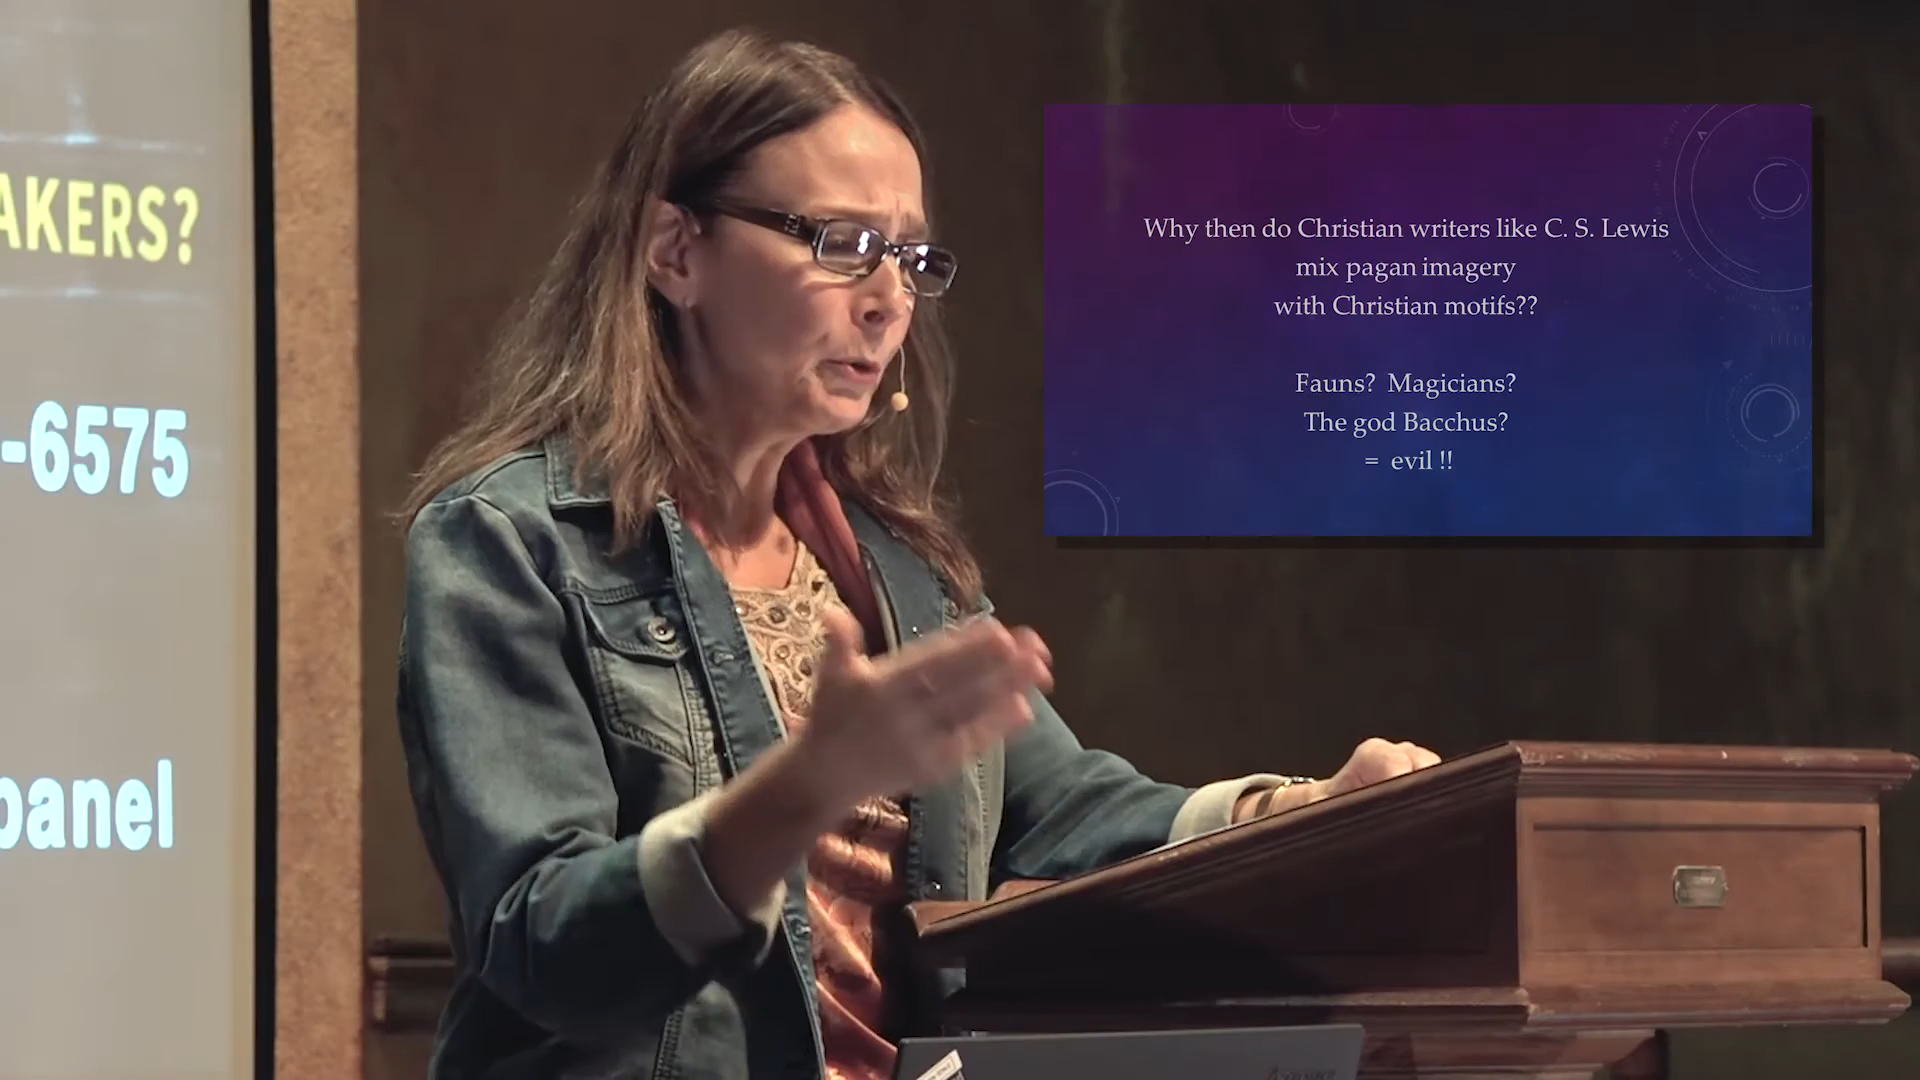 AKERS?
-6575
panel
Why then do Christian writers like C. S. Lewis
mix pagan imagery
with Christian motifs??
Fauns?  Magicians?
The god Bacchus?
=  evil !!